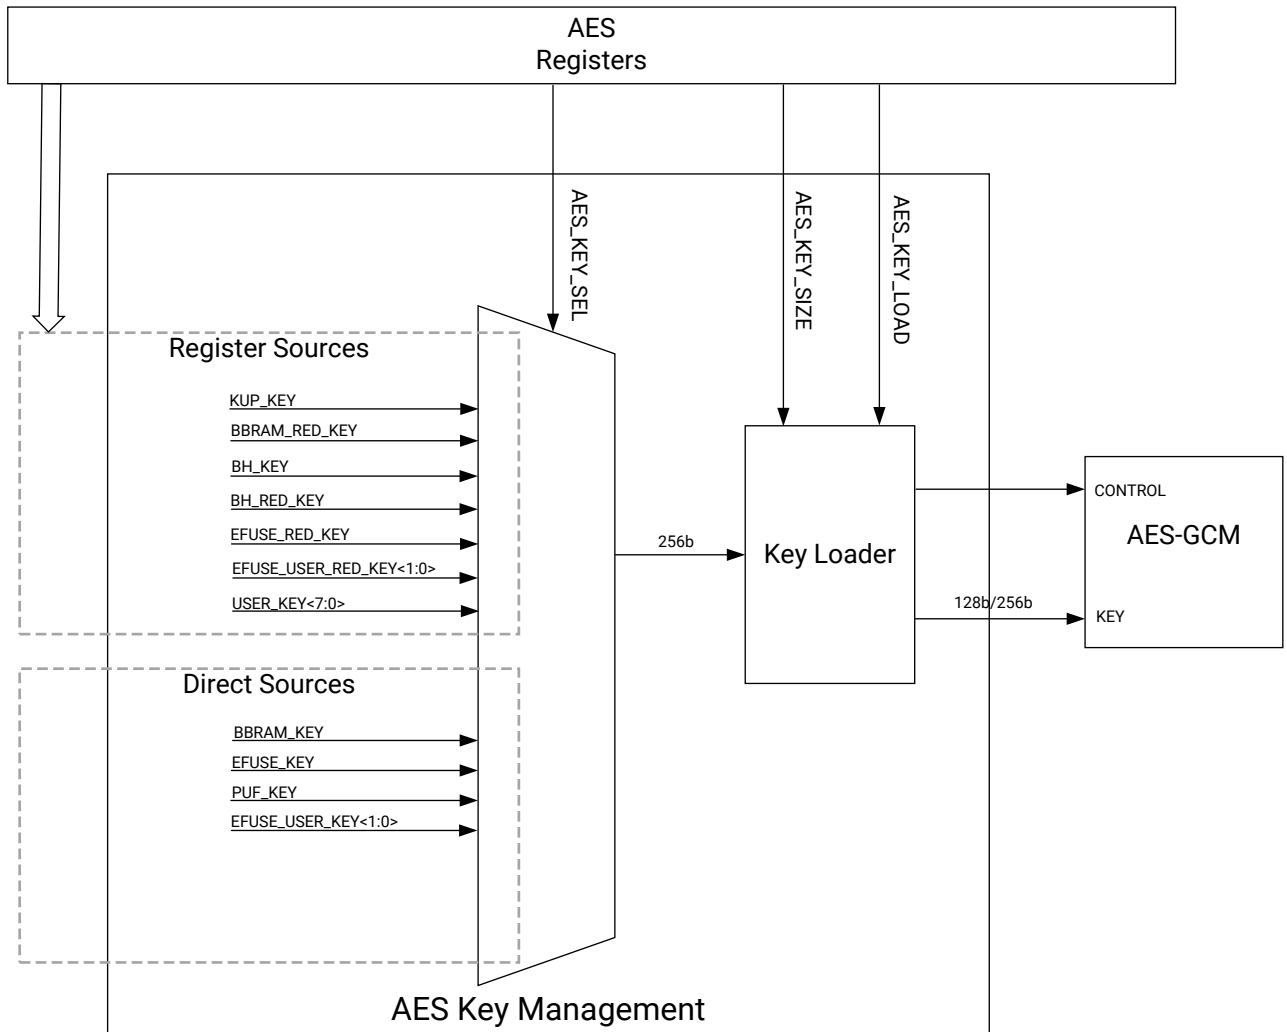 AES
Registers
AES_KEY_SEL
AES_KEY_SIZE
AES_KEY_LOAD
Register Sources
KUP_KEY
BBRAM_RED_KEY
BH_KEY
BH_RED_KEY
EFUSE_RED_KEY
EFUSE_USER_RED_KEY<1:0>
USER_KEY<7:0>
256b
Key Loader
CONTROL
AES-GCM
128b/256b
KEY
Direct Sources
BBRAM_KEY
EFUSE_KEY
PUF_KEY
EFUSE_USER_KEY<1:0>
AES Key Management